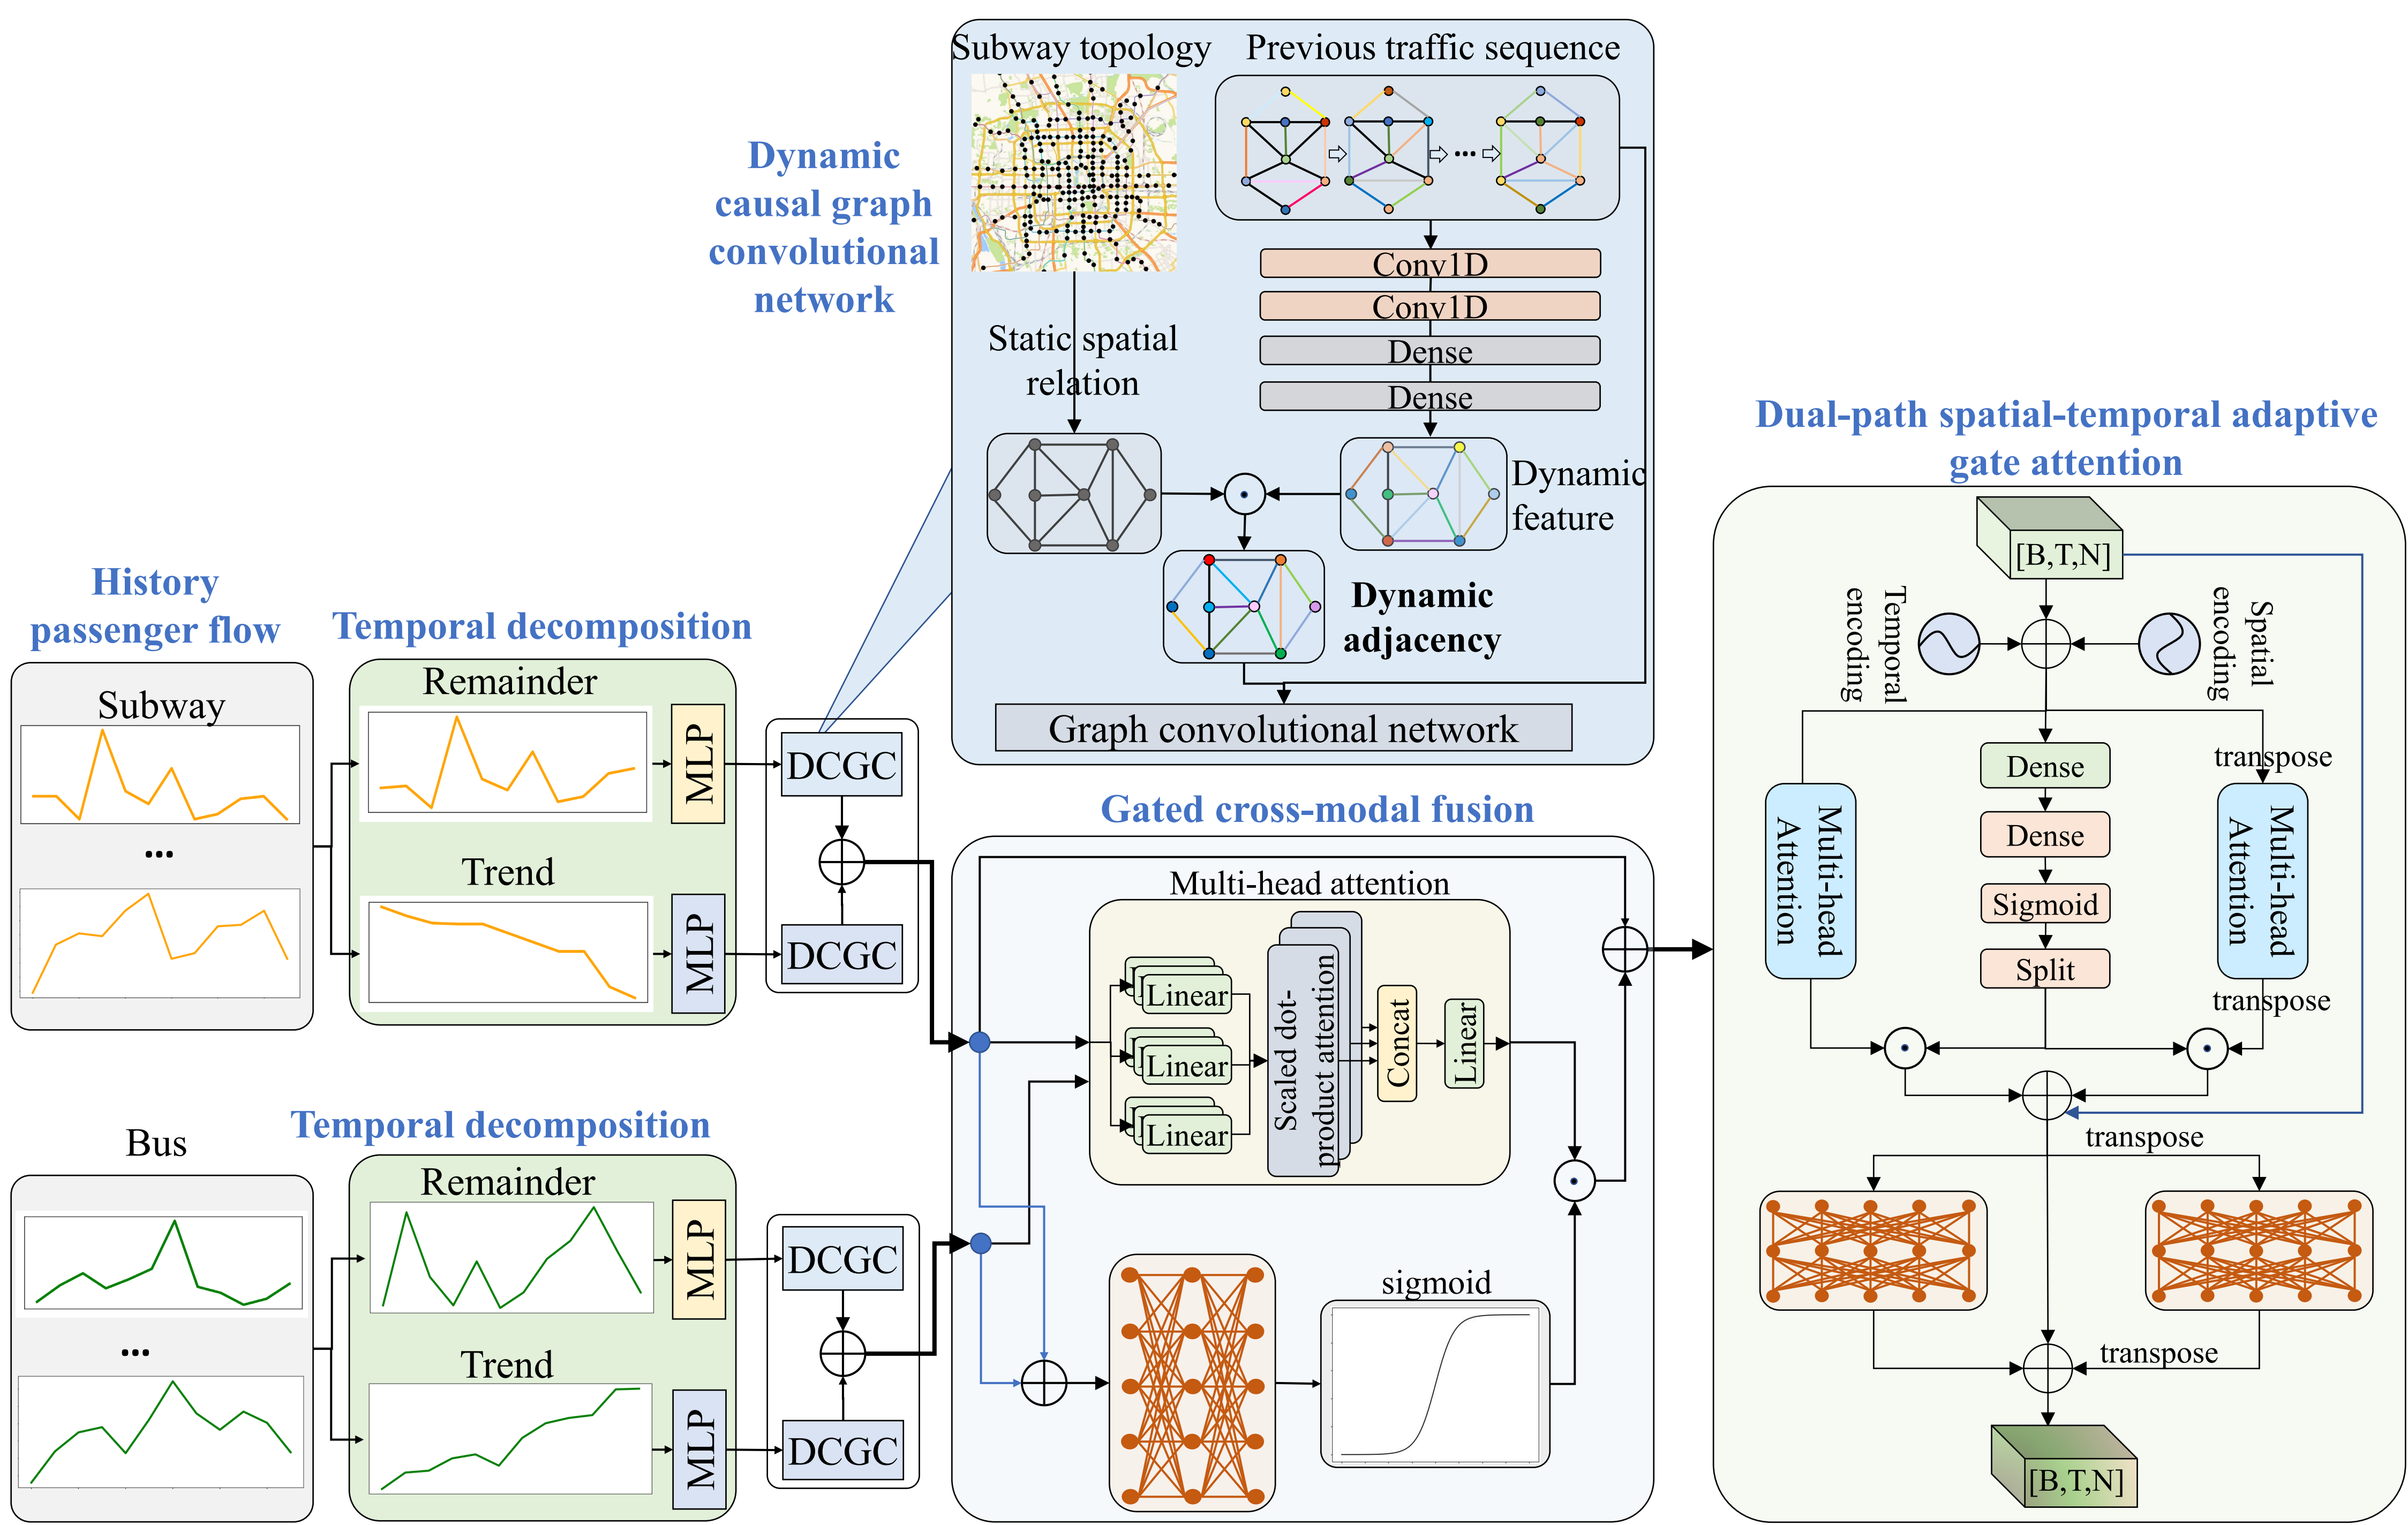 History
passenger flow
Subway
...
Bus
...
Temporal decomposition
Remainder
MLP
Trend
MLP
DCGC
DCGC
Temporal decomposition
Remainder
MLP
Trend
MLP
DCGC
DCGC
Dynamic
causal graph
convolutional
network
Subway topology
Previous traffic sequence
...
Conv1D
Conv1D
Dense
Dense
Static spatial
relation
Dynamic
feature
Dynamic
adjacency
Graph convolutional network
Gated cross-modal fusion
Multi-head attention
Linear
Linear
Linear
Scaled dot-
product attention
Concat
Linear
sigmoid
Dual-path spatial-temporal adaptive
gate attention
[B,T,N]
Temporal
encoding
Spatial
encoding
transpose
Dense
Dense
Sigmoid
Split
Multi-head
Attention
Multi-head
Attention
transpose
transpose
transpose
[B,T,N]